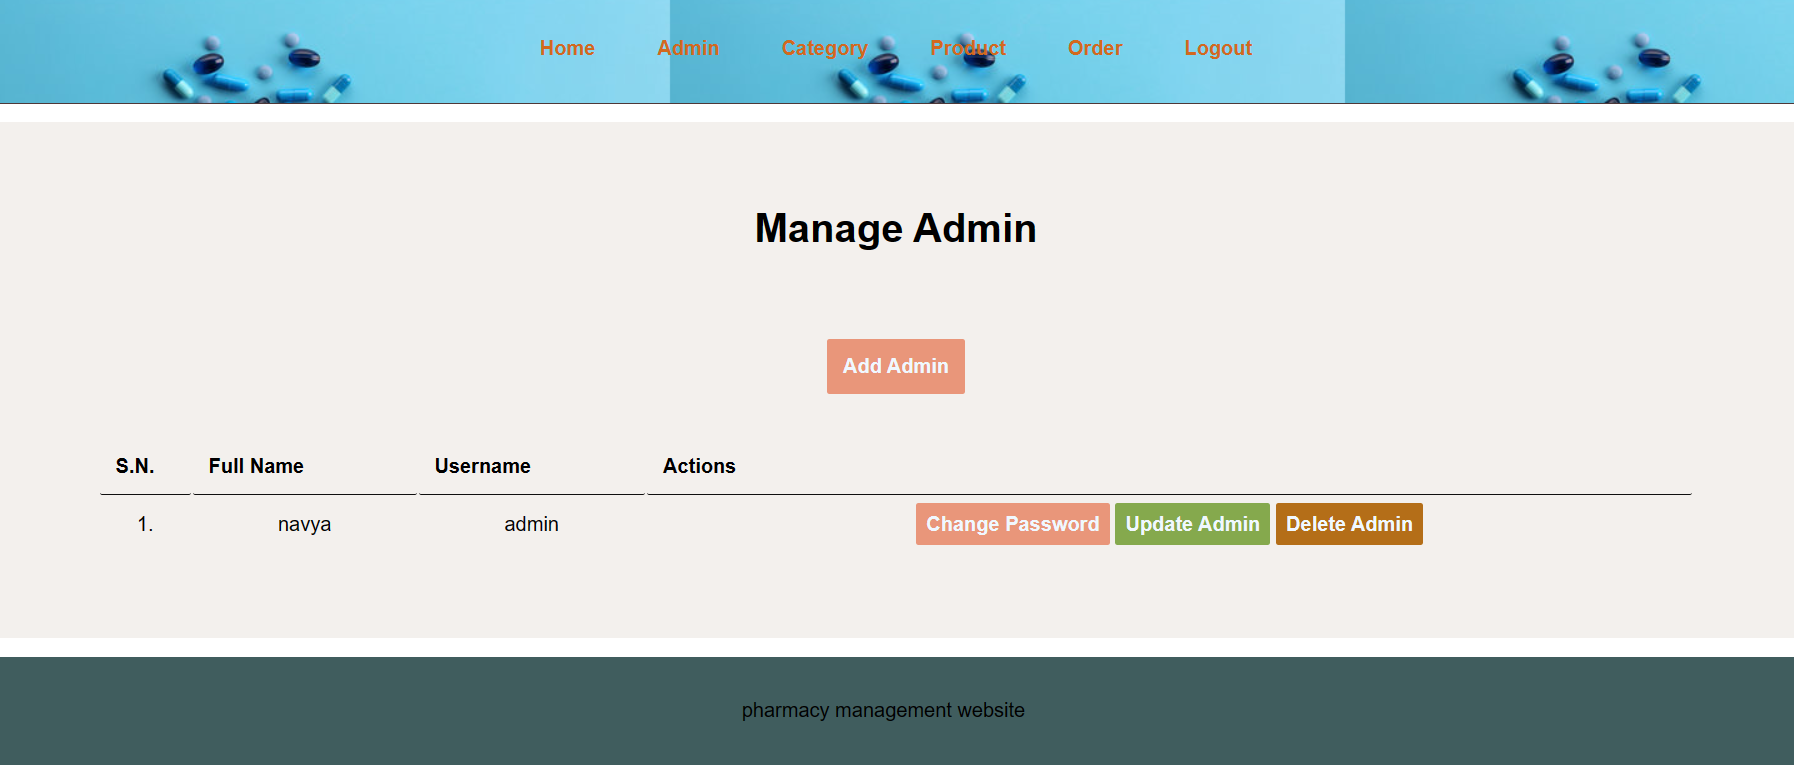 Home Admin Category Product Order Logout
Manage Admin
Add Admin
S.N. Full Name Username Actions
1. navya admin Change Password Update Admin Delete Admin
pharmacy management website